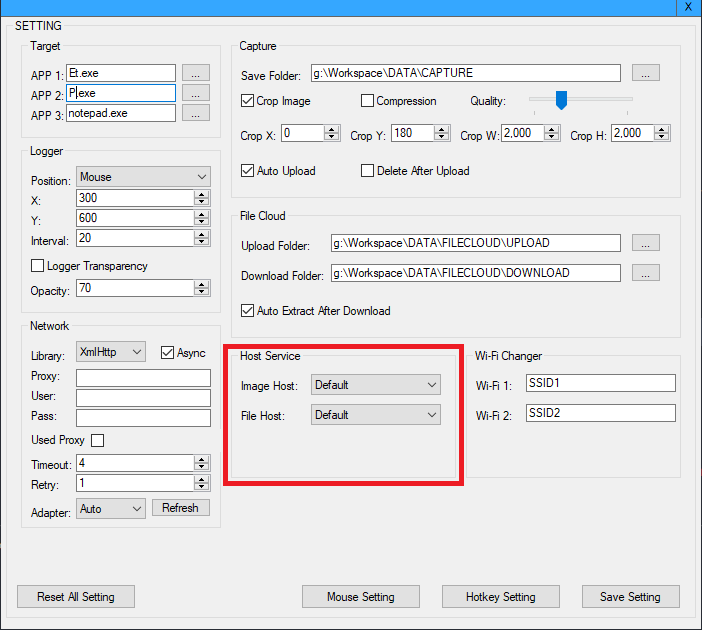 X
SETTING
Target
APP 1: Et.exe ...
APP 2: P.exe ...
APP 3: notepad.exe ...
Logger
Position: Mouse
X: 300
Y: 600
Interval: 20
Logger Transparency
Opacity: 70
Network
Library: XmlHttp Async
Proxy:
User:
Pass:
Used Proxy
Timeout: 4
Retry: 1
Adapter: Auto Refresh
Capture
Save Folder: g:\Workspace\DATA\CAPTURE ...
Crop Image Compression Quality:
Crop X: 0 Crop Y: 180 Crop W: 2,000 Crop H: 2,000
Auto Upload Delete After Upload
File Cloud
Upload Folder: g:\Workspace\DATA\FILECLOUD\UPLOAD ...
Download Folder: g:\Workspace\DATA\FILECLOUD\DOWNLOAD ...
Auto Extract After Download
Host Service
Image Host: Default
File Host: Default
Wi-Fi Changer
Wi-Fi 1: SSID1
Wi-Fi 2: SSID2
Reset All Setting Mouse Setting Hotkey Setting Save Setting